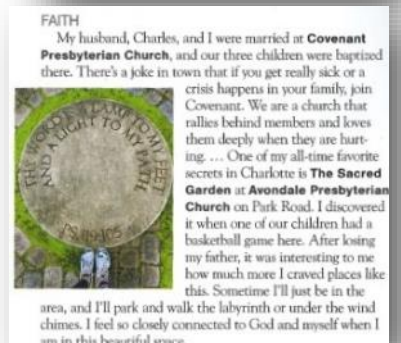 FAITH
My husband, Charles, and I were married at Covenant
Presbyterian Church, and our three children were baptized
there. There's a joke in town that if you get really sick or a
crisis happens in your family, join
Covenant. We are a church that
rallies behind members and loves
them deeply when they are hurt-
ing. … One of my all-time favorite
secrets in Charlotte is The Sacred
Garden at Avondale Presbyterian
Church on Park Road. I discovered
it when one of our children had a
basketball game here. After losing
my father, it was interesting to me
how much more I craved places like
this. Sometime I'll just be in the
area, and I'll park and walk the labyrinth or under the wind
chimes. I feel so closely connected to God and myself when I
am in this beautiful space
THY WORD IS A LAMP TO MY FEET
AND A LIGHT TO MY PATH
PS. 119:105